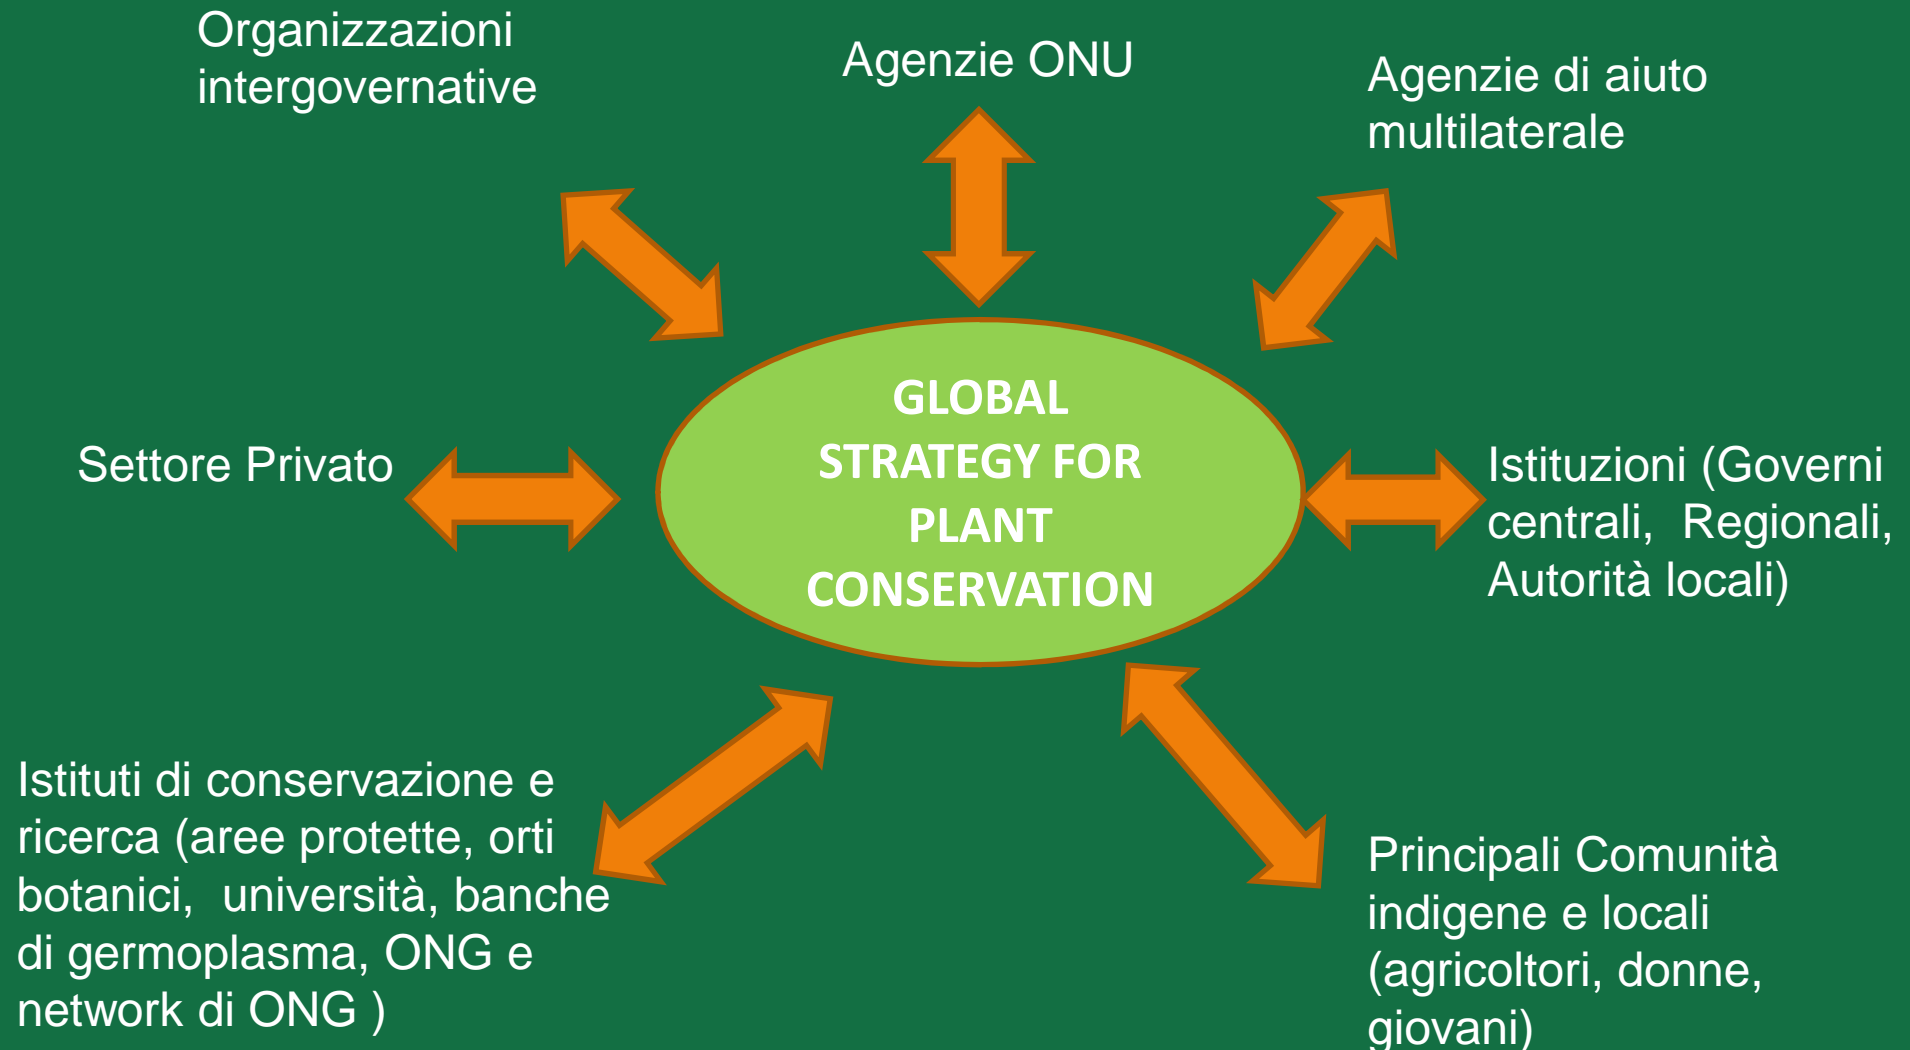 Organizzazioni
intergovernative
Agenzie ONU
Agenzie di aiuto
multilaterale
GLOBAL
STRATEGY FOR
PLANT
CONSERVATION
Settore Privato
Istituzioni (Governi
centrali,  Regionali,
Autorità locali)
Istituti di conservazione e
ricerca (aree protette, orti
botanici,  università, banche
di germoplasma, ONG e
network di ONG )
Principali Comunità
indigene e locali
(agricoltori, donne,
giovani)